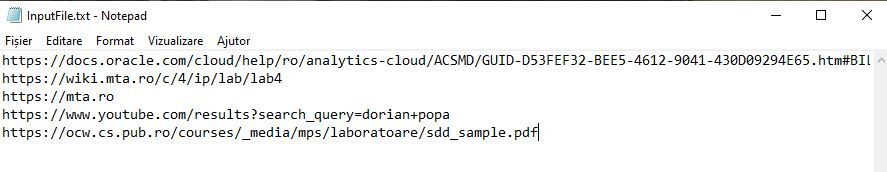 InputFile.txt - Notepad
Fișier Editare Format Vizualizare Ajutor
https://docs.oracle.com/cloud/help/ro/analytics-cloud/ACSMD/GUID-D53FEF32-BEE5-4612-9041-430D09294E65.htm#BIL
https://wiki.mta.ro/c/4/ip/lab/lab4
https://mta.ro
https://www.youtube.com/results?search_query=dorian+popa
https://ocw.cs.pub.ro/courses/_media/mps/laboratoare/sdd_sample.pdf